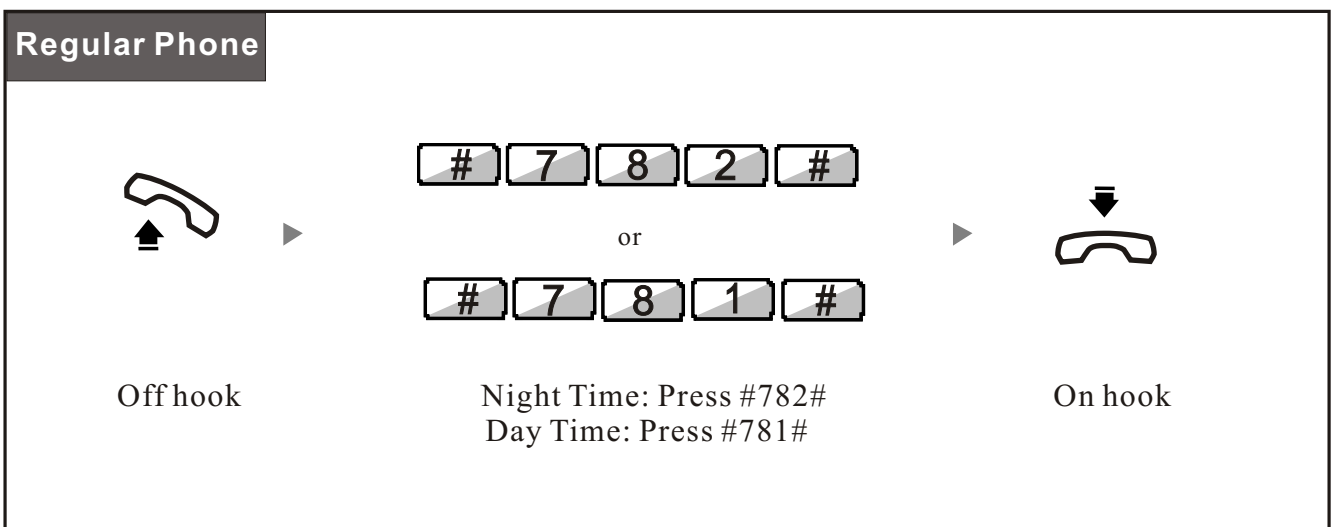 Regular Phone
# 7 8 2 #
or
# 7 8 1 #
Off hook
Night Time: Press #782#
Day Time: Press #781#
On hook